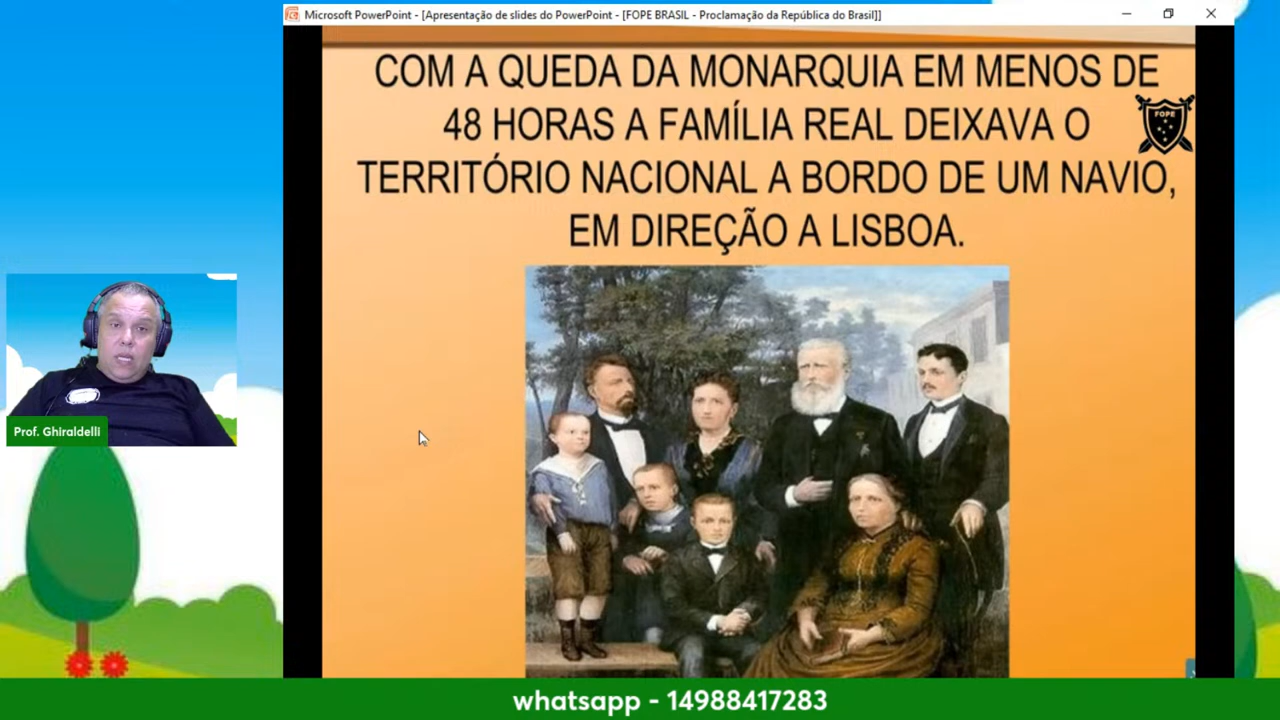 Microsoft PowerPoint - [Apresentação de slides do PowerPoint - [FOPE BRASIL - Proclamação da República do Brasil]]
COM A QUEDA DA MONARQUIA EM MENOS DE
48 HORAS A FAMÍLIA REAL DEIXAVA O
TERRITÓRIO NACIONAL A BORDO DE UM NAVIO,
EM DIREÇÃO A LISBOA.
FOPE
Prof. Ghiraldelli
whatsapp - 14988417283